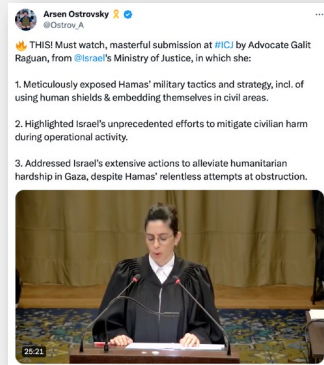 Arsen Ostrovsky 🎗️
@Ostrov_A
🔥 THIS! Must watch, masterful submission at #ICJ by Advocate Galit
Raguan, from @Israel's Ministry of Justice, in which she:
1. Meticulously exposed Hamas' military tactics and strategy, incl. of
using human shields & embedding themselves in civil areas.
2. Highlighted Israel's unprecedented efforts to mitigate civilian harm
during operational activity.
3. Addressed Israel's extensive actions to alleviate humanitarian
hardship in Gaza, despite Hamas' relentless attempts at obstruction.
25:21